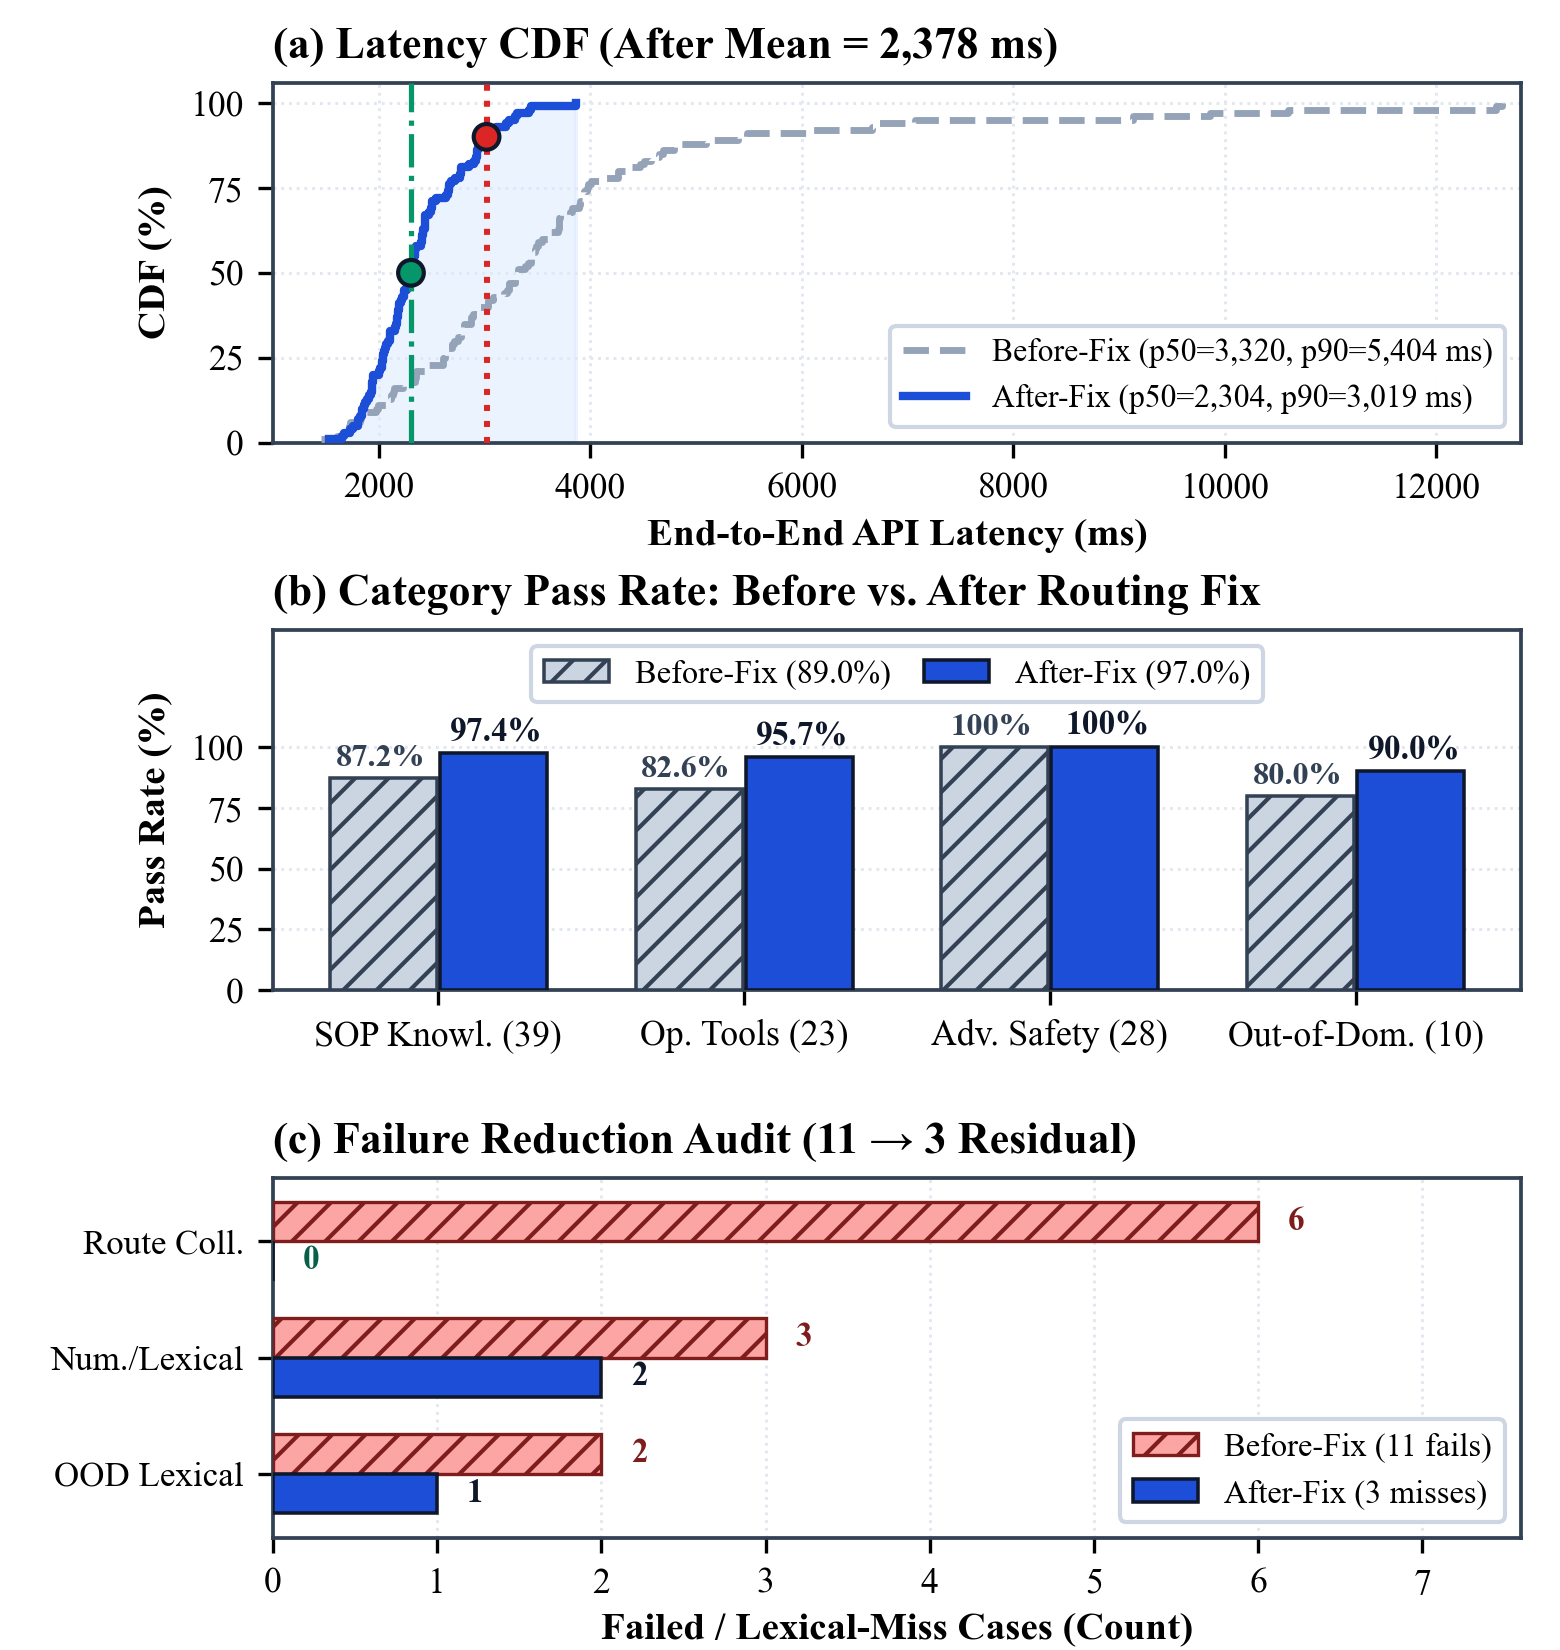 (a) Latency CDF (After Mean = 2,378 ms)
CDF (%)
100
75
50
25
0
Before-Fix (p50=3,320, p90=5,404 ms)
After-Fix (p50=2,304, p90=3,019 ms)
2000 4000 6000 8000 10000 12000
End-to-End API Latency (ms)
(b) Category Pass Rate: Before vs. After Routing Fix
Pass Rate (%)
Before-Fix (89.0%) After-Fix (97.0%)
100
75
50
25
0
87.2% 97.4% 82.6% 95.7% 100% 100% 80.0% 90.0%
SOP Knowl. (39) Op. Tools (23) Adv. Safety (28) Out-of-Dom. (10)
(c) Failure Reduction Audit (11 → 3 Residual)
Route Coll. 6
0
Num./Lexical 3
2
OOD Lexical 2
1
Before-Fix (11 fails)
After-Fix (3 misses)
0 1 2 3 4 5 6 7
Failed / Lexical-Miss Cases (Count)